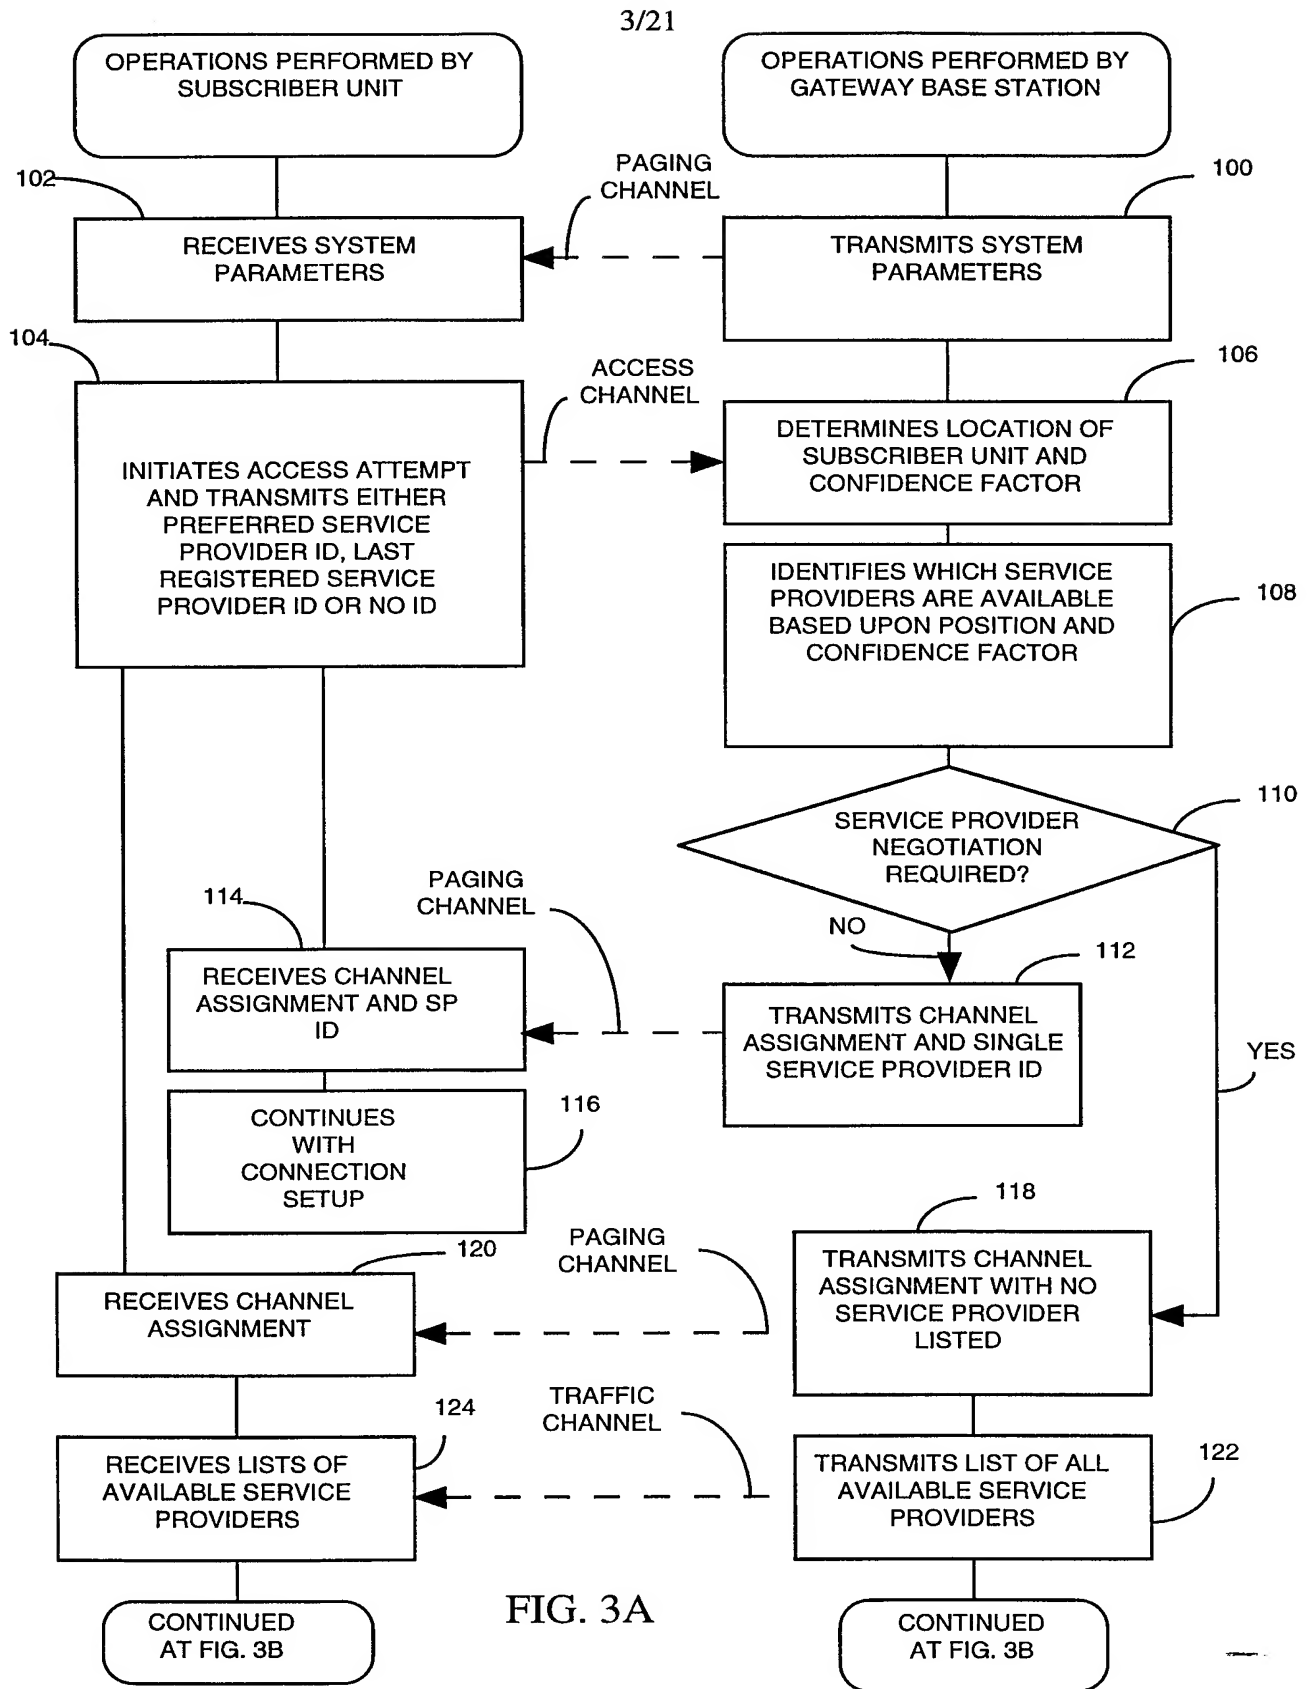 3/21
OPERATIONS PERFORMED BY
SUBSCRIBER UNIT
OPERATIONS PERFORMED BY
GATEWAY BASE STATION
PAGING
CHANNEL
102
100
RECEIVES SYSTEM
PARAMETERS
TRANSMITS SYSTEM
PARAMETERS
104
ACCESS
CHANNEL
106
INITIATES ACCESS ATTEMPT
AND TRANSMITS EITHER
PREFERRED SERVICE
PROVIDER ID, LAST
REGISTERED SERVICE
PROVIDER ID OR NO ID
DETERMINES LOCATION OF
SUBSCRIBER UNIT AND
CONFIDENCE FACTOR
IDENTIFIES WHICH SERVICE
PROVIDERS ARE AVAILABLE
BASED UPON POSITION AND
CONFIDENCE FACTOR
108
110
SERVICE PROVIDER
NEGOTIATION
REQUIRED?
NO
YES
114
PAGING
CHANNEL
112
RECEIVES CHANNEL
ASSIGNMENT AND SP
ID
TRANSMITS CHANNEL
ASSIGNMENT AND SINGLE
SERVICE PROVIDER ID
116
CONTINUES
WITH
CONNECTION
SETUP
118
120
PAGING
CHANNEL
RECEIVES CHANNEL
ASSIGNMENT
TRANSMITS CHANNEL
ASSIGNMENT WITH NO
SERVICE PROVIDER
LISTED
124
TRAFFIC
CHANNEL
122
RECEIVES LISTS OF
AVAILABLE SERVICE
PROVIDERS
TRANSMITS LIST OF ALL
AVAILABLE SERVICE
PROVIDERS
CONTINUED
AT FIG. 3B
FIG. 3A
CONTINUED
AT FIG. 3B